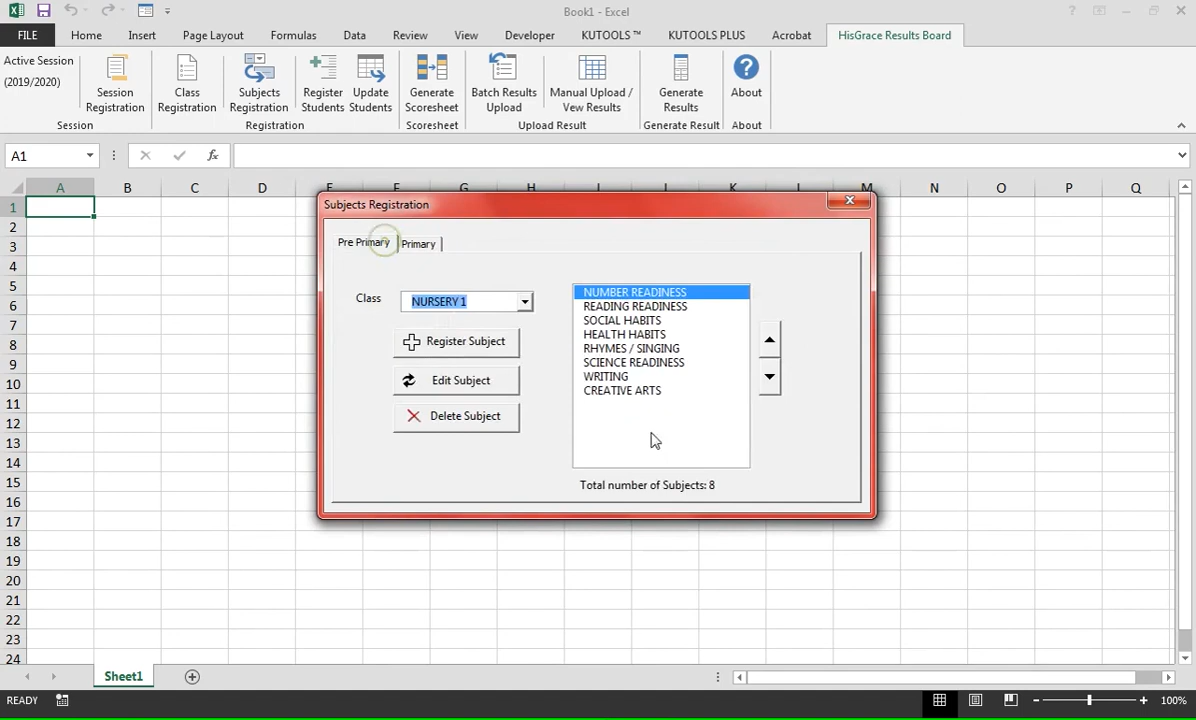 Book1 - Excel
FILE Home Insert Page Layout Formulas Data Review View Developer KUTOOLS ™ KUTOOLS PLUS Acrobat HisGrace Results Board
Active Session
(2019/2020)
Session Registration
Class Registration
Subjects Registration
Register Students
Update Students
Generate Scoresheet
Batch Results Upload
Manual Upload / Vew Results
Generate Results
About
Session Registration Scoresheet Upload Result Generate Result About
A1 fx
A B C D E F G H I J K L M N O P Q
1
2
3
4
5
6
7
8
9
10
11
12
13
14
15
16
17
18
19
20
21
22
23
24
Subjects Registration
Pre Primary Primary
Class NURSERY 1
Register Subject
Edit Subject
Delete Subject
NUMBER READINESS
READING READINESS
SOCIAL HABITS
HEALTH HABITS
RHYMES / SINGING
SCIENCE READINESS
WRITING
CREATIVE ARTS
Total number of Subjects: 8
Sheet1
READY 100%